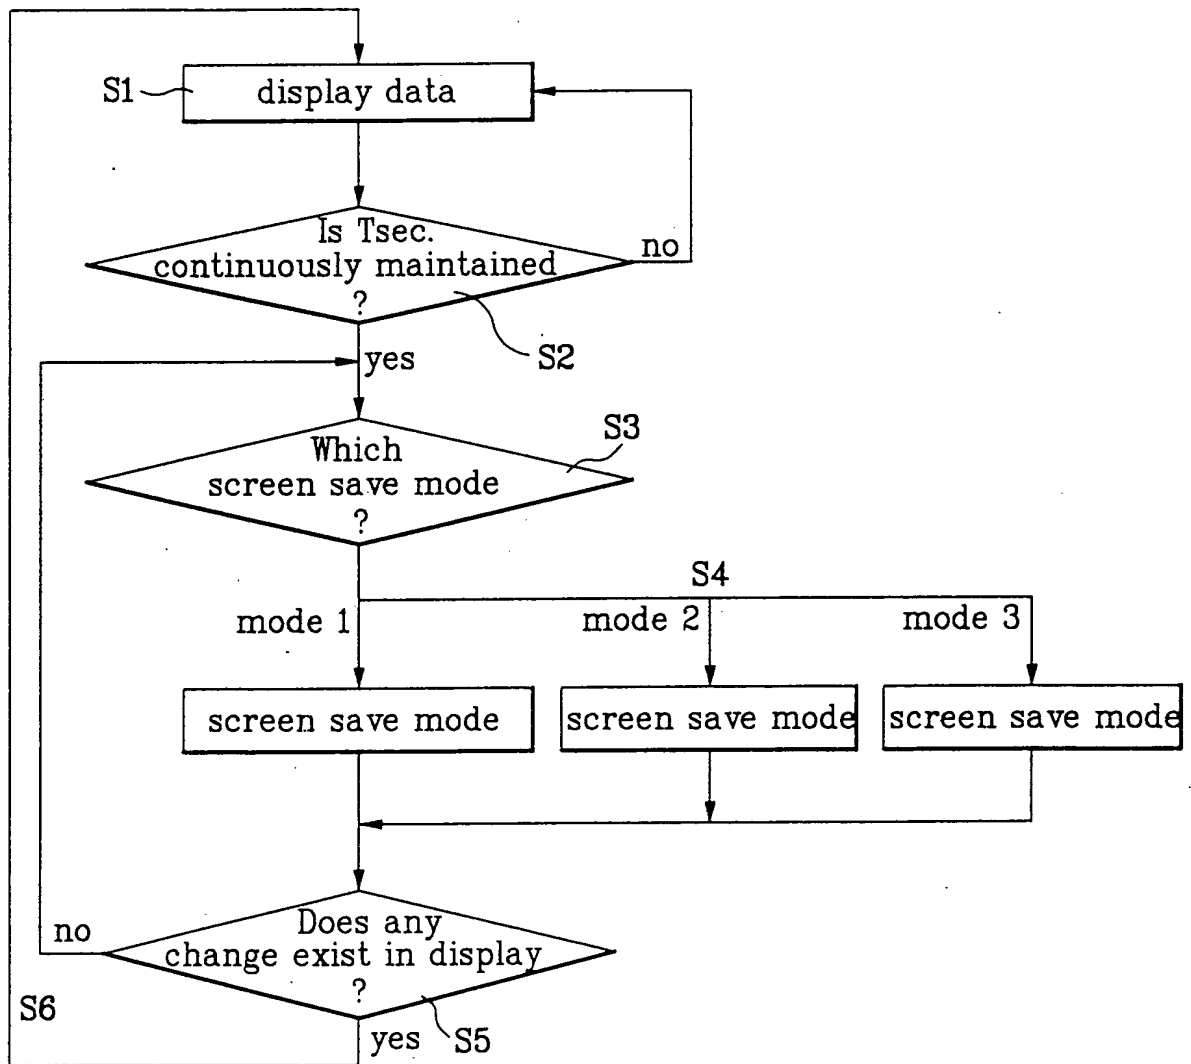 S1
display data
Is Tsec.
continuously maintained
?
no
S2
yes
S3
Which
screen save mode
?
S4
mode 1
mode 2
mode 3
screen save mode
screen save mode
screen save mode
Does any
change exist in display
?
no
S6
yes
S5